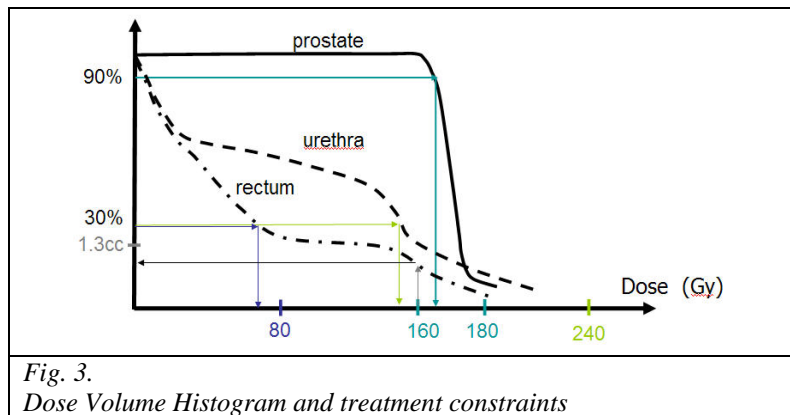 prostate
90%
urethra
rectum
30%
1.3cc
Dose (Gy)
80
160
180
240
Fig. 3.
Dose Volume Histogram and treatment constraints